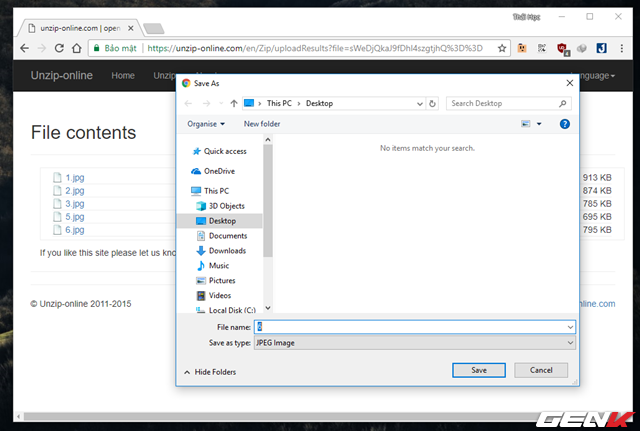 Thái Học
unzip-online.com | open
Bảo mật https://unzip-online.com/en/Zip/uploadResults?file=sWeDjQkaJ9fDhl4szgtjhQ%3D%3D
4
Unzip-online Home Unzip Language
Save As
This PC Desktop
Search Desktop
Organise New folder
File contents
Quick access
OneDrive
This PC
3D Objects
Desktop
Documents
Downloads
Music
Pictures
Videos
Local Disk (C:)
No items match your search.
1.jpg 913 KB
2.jpg 874 KB
3.jpg 785 KB
5.jpg 695 KB
6.jpg 795 KB
If you like this site please let us kno
© Unzip-online 2011-2015 nline.com
File name: 6
Save as type: JPEG Image
Hide Folders Save Cancel
GENK